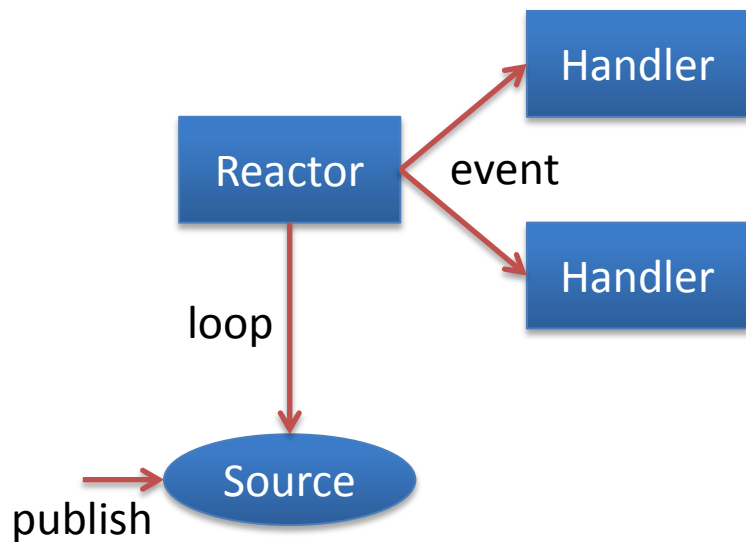 Handler
Reactor
event
Handler
loop
Source
publish